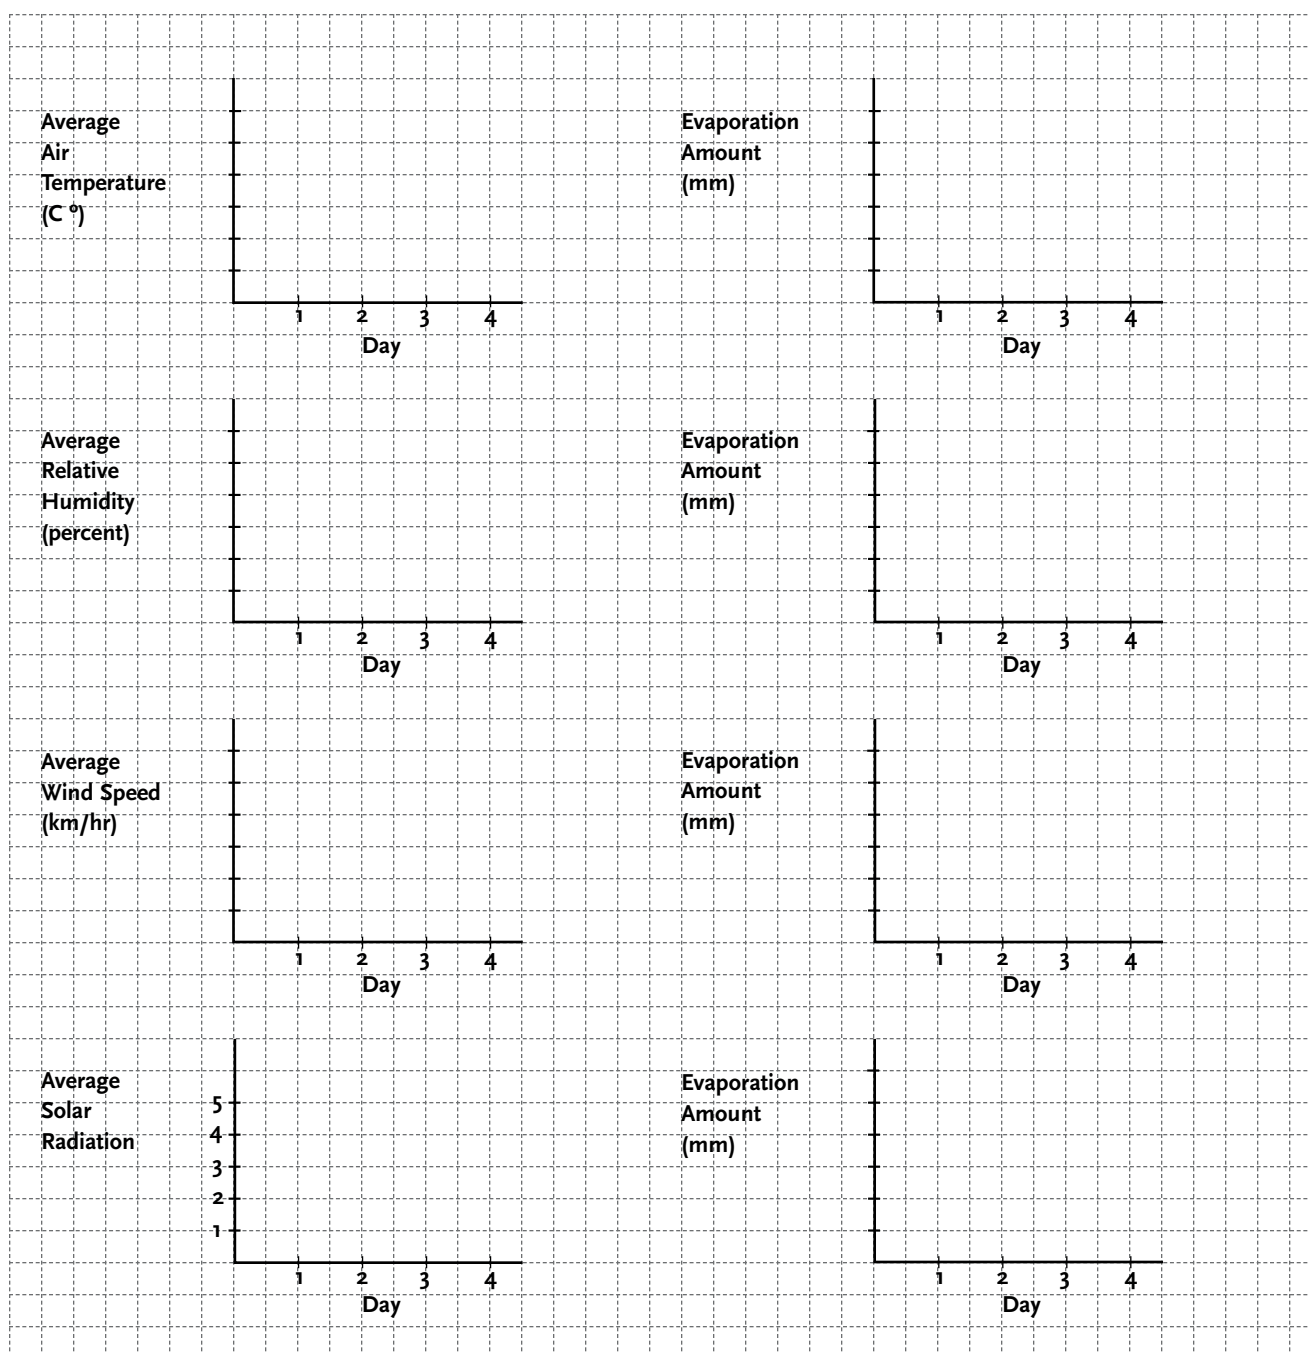 Average
Air
Temperature
(C º)
1 2 3 4
Day
Evaporation
Amount
(mm)
1 2 3 4
Day
Average
Relative
Humidity
(percent)
1 2 3 4
Day
Evaporation
Amount
(mm)
1 2 3 4
Day
Average
Wind Speed
(km/hr)
1 2 3 4
Day
Evaporation
Amount
(mm)
1 2 3 4
Day
Average
Solar
Radiation
5
4
3
2
1
1 2 3 4
Day
Evaporation
Amount
(mm)
1 2 3 4
Day